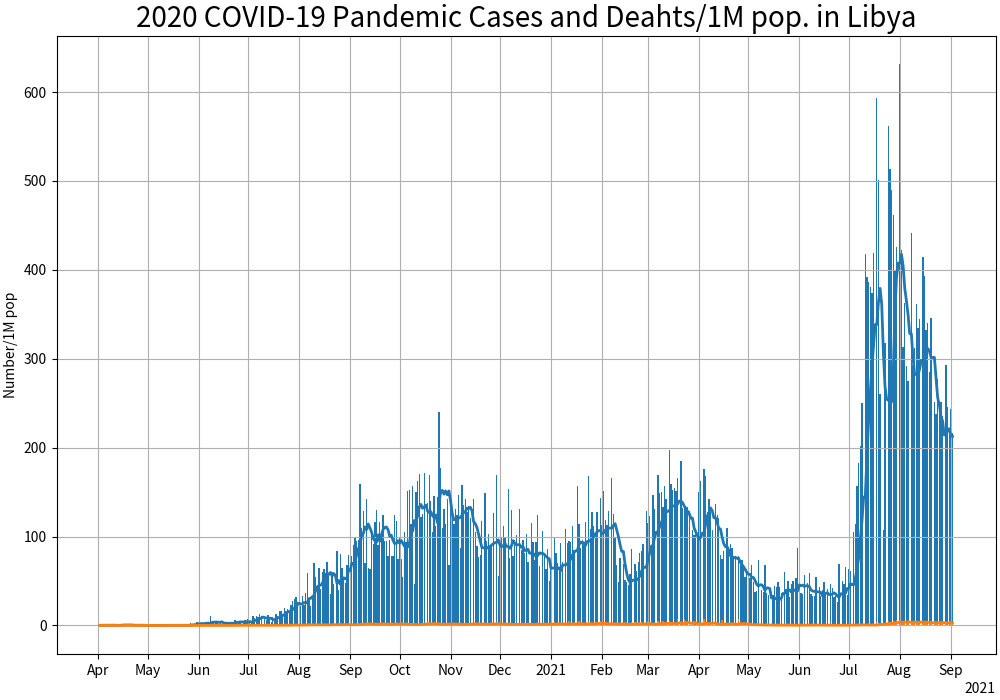 2020 COVID-19 Pandemic Cases and Deahts/1M pop. in Libya
Number/1M pop
600
500
400
300
200
100
0
Apr May Jun Jul Aug Sep Oct Nov Dec 2021 Feb Mar Apr May Jun Jul Aug Sep
2021